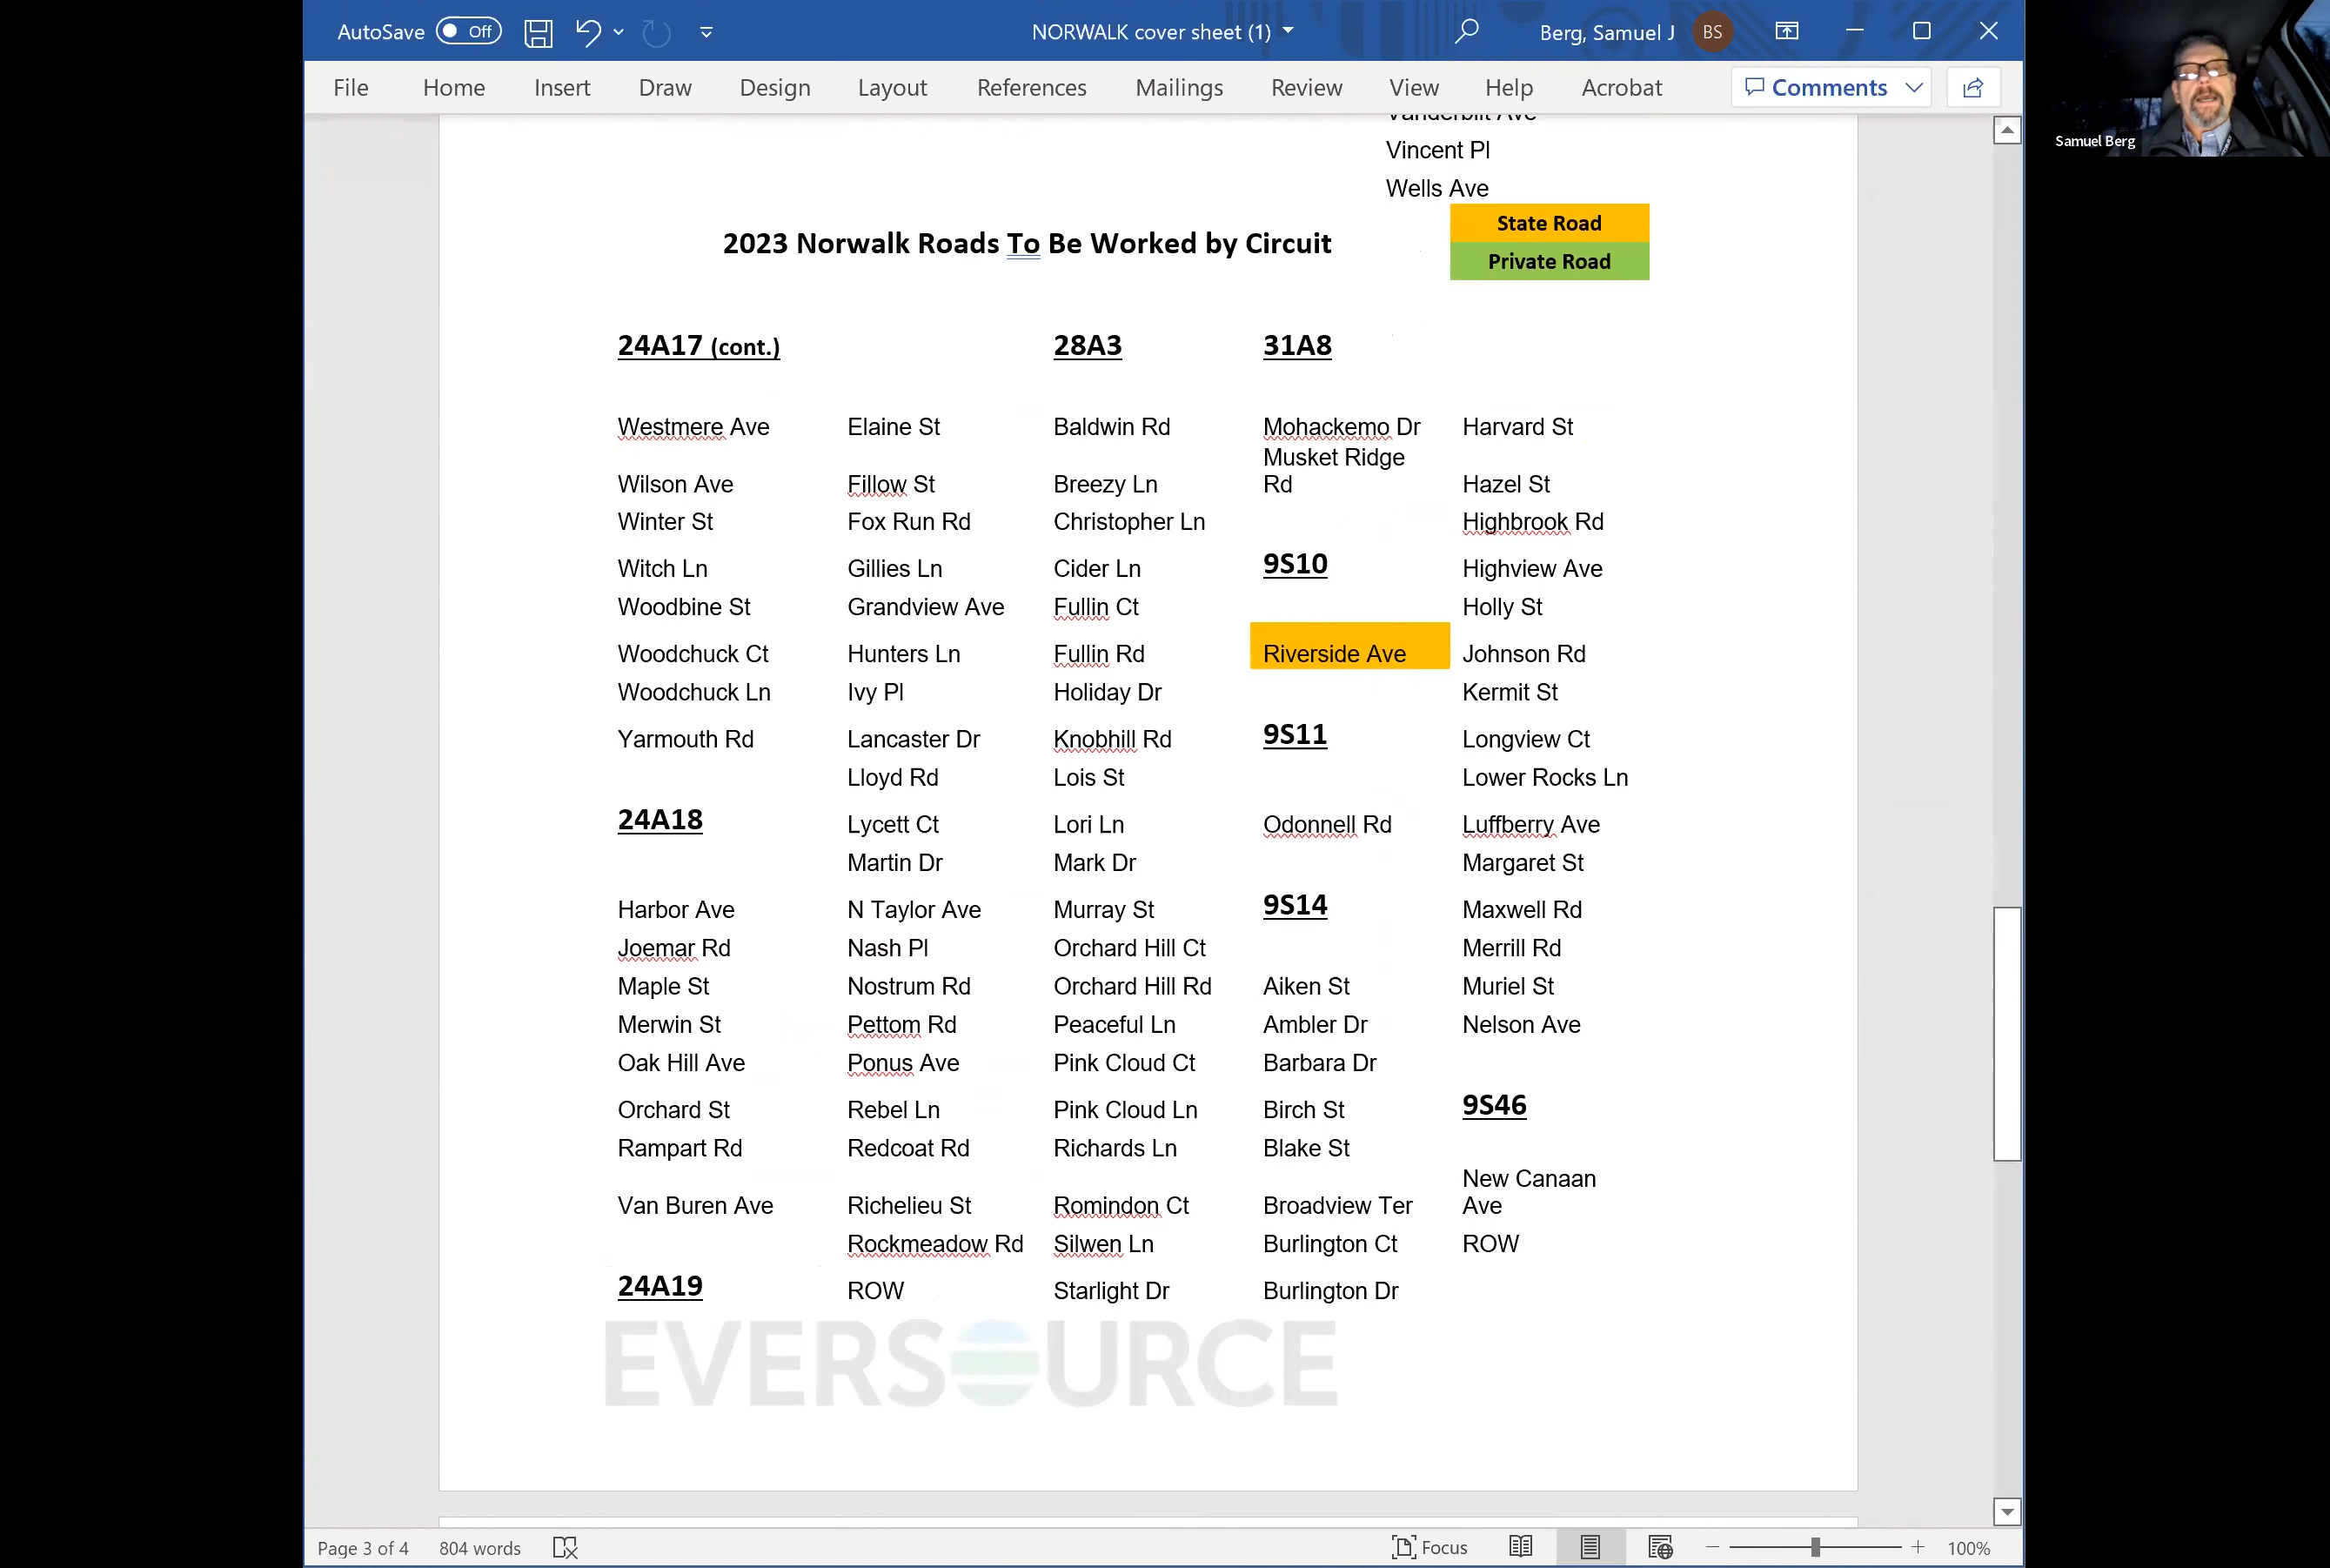 AutoSave Off
NORWALK cover sheet (1)
Berg, Samuel J BS
File Home Insert Draw Design Layout References Mailings Review View Help Acrobat Comments
Samuel Berg
Vanderbilt Ave
Vincent Pl
Wells Ave
State Road
Private Road
2023 Norwalk Roads To Be Worked by Circuit
24A17 (cont.) 28A3 31A8
Westmere Ave Elaine St Baldwin Rd Mohackemo Dr Harvard St
Musket Ridge
Wilson Ave Fillow St Breezy Ln Rd Hazel St
Winter St Fox Run Rd Christopher Ln Highbrook Rd
Witch Ln Gillies Ln Cider Ln 9S10 Highview Ave
Woodbine St Grandview Ave Fullin Ct Holly St
Woodchuck Ct Hunters Ln Fullin Rd Riverside Ave Johnson Rd
Woodchuck Ln Ivy Pl Holiday Dr Kermit St
Yarmouth Rd Lancaster Dr Knobhill Rd 9S11 Longview Ct
Lloyd Rd Lois St Lower Rocks Ln
24A18 Lycett Ct Lori Ln Odonnell Rd Luffberry Ave
Martin Dr Mark Dr Margaret St
Harbor Ave N Taylor Ave Murray St 9S14 Maxwell Rd
Joemar Rd Nash Pl Orchard Hill Ct Merrill Rd
Maple St Nostrum Rd Orchard Hill Rd Aiken St Muriel St
Merwin St Pettom Rd Peaceful Ln Ambler Dr Nelson Ave
Oak Hill Ave Ponus Ave Pink Cloud Ct Barbara Dr
Orchard St Rebel Ln Pink Cloud Ln Birch St 9S46
Rampart Rd Redcoat Rd Richards Ln Blake St
New Canaan
Van Buren Ave Richelieu St Romindon Ct Broadview Ter Ave
Rockmeadow Rd Silwen Ln Burlington Ct ROW
24A19 ROW Starlight Dr Burlington Dr
EVERSOURCE
Page 3 of 4 804 words Focus 100%